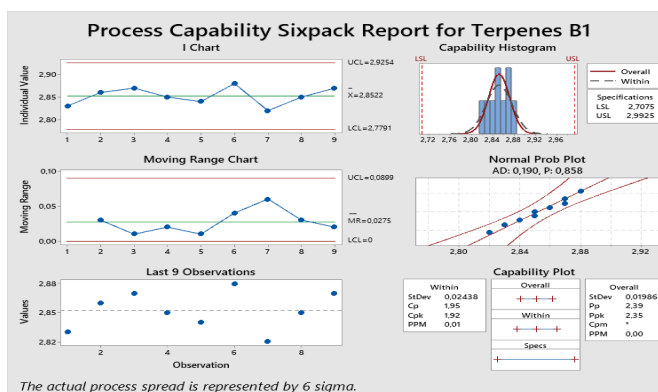 Process Capability Sixpack Report for Terpenes B1
I Chart
Individual Value
2,90
2,85
2,80
UCL=2,9254
X=2,8522
LCL=2,7791
1 2 3 4 5 6 7 8 9
Moving Range Chart
Moving Range
0,10
0,05
0,00
UCL=0,0899
MR=0,0275
LCL=0
1 2 3 4 5 6 7 8 9
Last 9 Observations
Values
2,88
2,85
2,82
2 4 6 8
Observation
Capability Histogram
LSL USL
2,72 2,76 2,80 2,84 2,88 2,92 2,96
Overall
Within
Specifications
LSL 2,7075
USL 2,9925
Normal Prob Plot
AD: 0,190, P: 0,858
2,80 2,84 2,88 2,92
Capability Plot
Within
StDev 0,02438
Cp 1,95
Cpk 1,92
PPM 0,01
Overall
Within
Specs
Overall
StDev 0,01986
Pp 2,39
Ppk 2,35
Cpm *
PPM 0,00
The actual process spread is represented by 6 sigma.